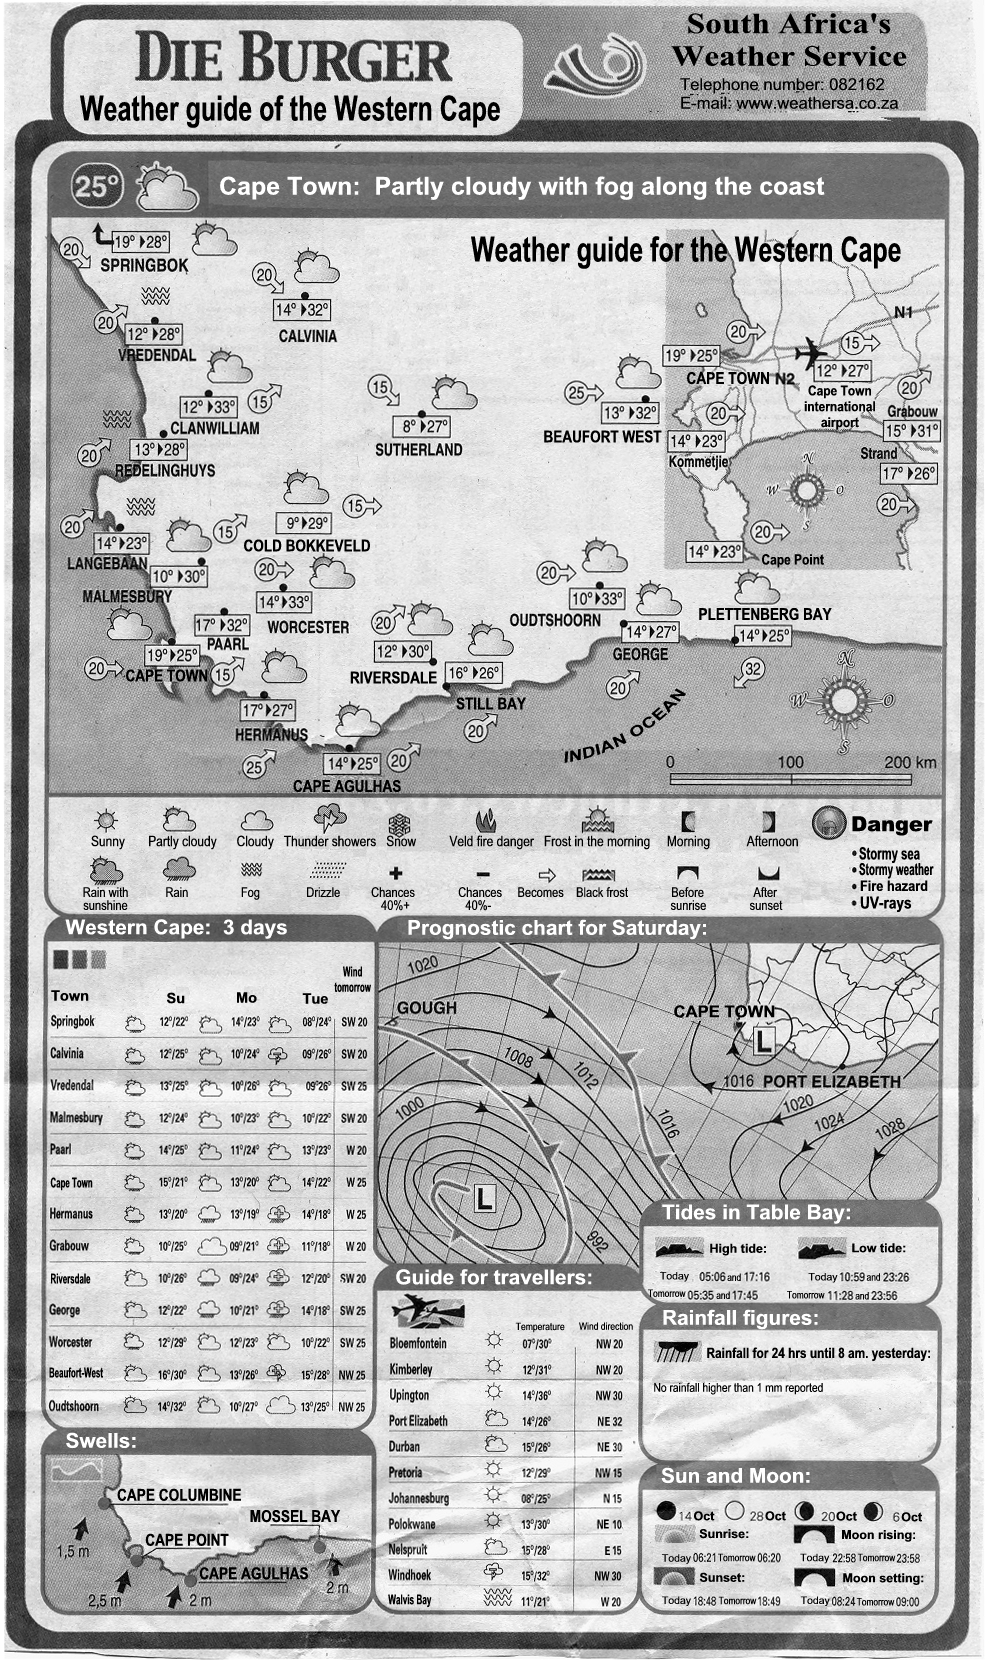 DIE BURGER
Weather guide of the Western Cape
South Africa's
Weather Service
Telephone number: 082162
E-mail: www.weathersa.co.za
25° Cape Town: Partly cloudy with fog along the coast
Weather guide for the Western Cape
20
19° 28°
SPRINGBOK
20
14° 32°
CALVINIA
20
12° 28°
VREDENDAL
12° 33°
15
CLANWILLIAM
20
13° 28°
REDELINGHUYS
15
8° 27°
SUTHERLAND
25
13° 32°
BEAUFORT WEST
20
19° 25°
CAPE TOWN N2
N1
15
12° 27°
Cape Town
international
airport
20
Grabouw
15° 31°
20
14° 23°
Kommetjie
Strand
17° 26°
20
N
W O
S
20
14° 23°
Cape Point
20
14° 23°
LANGEBAAN
15
9° 29°
COLD BOKKEVELD
15
10° 30°
MALMESBURY
20
14° 33°
WORCESTER
17° 32°
PAARL
20
19° 25°
CAPE TOWN
15
20
12° 30°
RIVERSDALE
16° 26°
STILL BAY
20
20
10° 33°
OUDTSHOORN
14° 27°
GEORGE
20
PLETTENBERG BAY
14° 25°
32
17° 27°
HERMANUS
25
14° 25°
20
CAPE AGULHAS
INDIAN OCEAN
N
W O
S
0 100 200 km
Sunny
Partly cloudy
Cloudy
Thunder showers
Snow
Veld fire danger
Frost in the morning
Morning
Afternoon
Danger
• Stormy sea
• Stormy weather
• Fire hazard
• UV-rays
Rain with
sunshine
Rain
Fog
Drizzle
Chances
40%+
Chances
40%-
Becomes
Black frost
Before
sunrise
After
sunset
Western Cape: 3 days
Town Su Mo Tue Wind
tomorrow
Springbok 12°/22° 14°/23° 08°/24° SW 20
Calvinia 12°/25° 10°/24° 09°/26° SW 20
Vredendal 13°/25° 10°/26° 09°26° SW 25
Malmesbury 12°/24° 10°/23° 10°/22° SW 20
Paarl 14°/25° 11°/24° 13°/23° W 20
Cape Town 15°/21° 13°/20° 14°/22° W 25
Hermanus 13°/20° 13°/19° 14°/18° W 25
Grabouw 10°/25° 09°/21° 11°/18° W 20
Riversdale 10°/26° 09°/24° 12°/20° SW 20
George 12°/22° 10°/21° 14°/18° SW 25
Worcester 12°/29° 12°/23° 10°/22° SW 25
Beaufort-West 16°/30° 13°/26° 15°/28° NW 25
Oudtshoorn 14°/32° 10°/27° 13°/25° NW 25
Prognostic chart for Saturday:
1020
GOUGH
1008
1012
1000
1016
992
L
CAPE TOWN
L
1016 PORT ELIZABETH
1020
1024
1028
Swells:
CAPE COLUMBINE
MOSSEL BAY
1,5 m
CAPE POINT
CAPE AGULHAS
2,5 m
2 m
2 m
Guide for travellers:
Temperature Wind direction
Bloemfontein 07°/30° NW 20
Kimberley 12°/31° NW 20
Upington 14°/36° NW 30
Port Elizabeth 14°/26° NE 32
Durban 15°/26° NE 30
Pretoria 12°/29° NW 15
Johannesburg 08°/25° N 15
Polokwane 13°/30° NE 10
Nelspruit 15°/28° E 15
Windhoek 15°/32° NW 30
Walvis Bay 11°/21° W 20
Tides in Table Bay:
High tide: Low tide:
Today 05:06 and 17:16 Today 10:59 and 23:26
Tomorrow 05:35 and 17:45 Tomorrow 11:28 and 23:56
Rainfall figures:
Rainfall for 24 hrs until 8 am. yesterday:
No rainfall higher than 1 mm reported
Sun and Moon:
14 Oct 28 Oct 20 Oct 6 Oct
Sunrise: Moon rising:
Today 06:21 Tomorrow 06:20 Today 22:58 Tomorrow 23:58
Sunset: Moon setting:
Today 18:48 Tomorrow 18:49 Today 08:24 Tomorrow 09:00